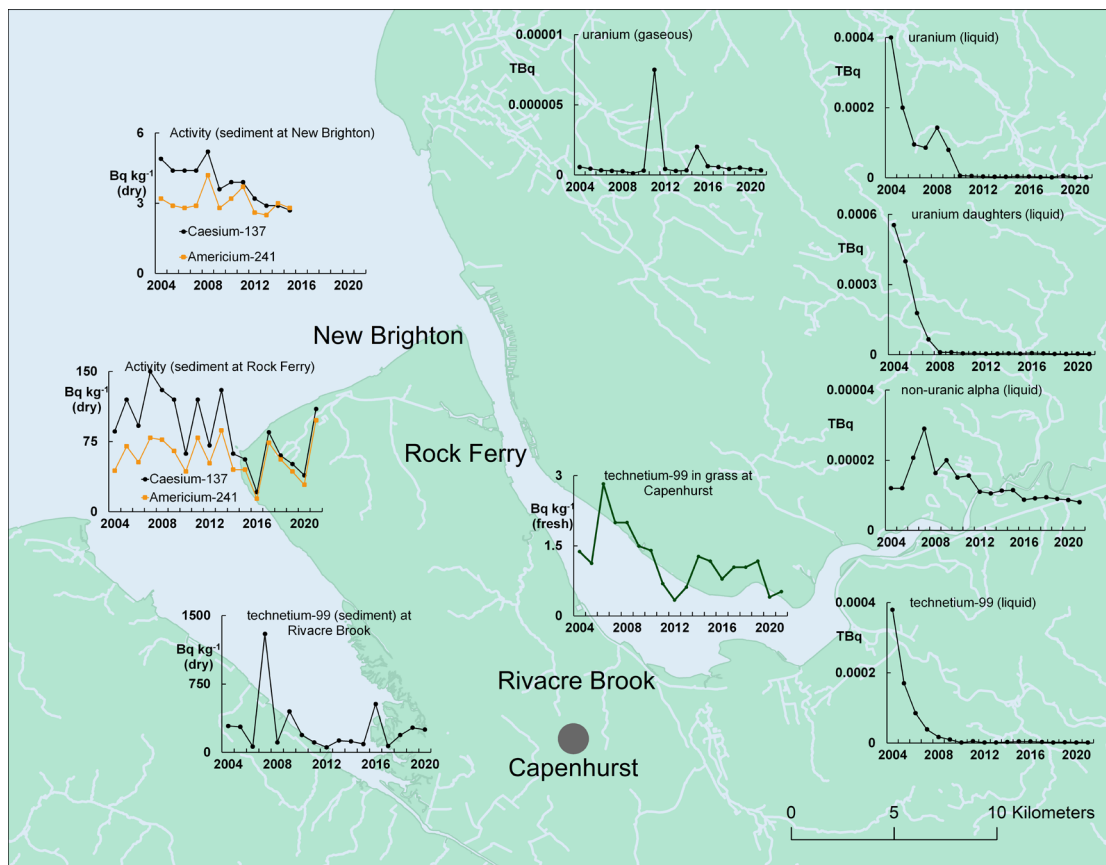 uranium (gaseous)
0.00001
TBq
0.000005
0
2004 2008 2012 2016 2020
uranium (liquid)
0.0004
TBq
0.0002
0
2004 2008 2012 2016 2020
Activity (sediment at New Brighton)
6
Bq kg⁻¹
(dry)
3
Caesium-137
Americium-241
0
2004 2008 2012 2016 2020
uranium daughters (liquid)
0.0006
TBq
0.0003
0
2004 2008 2012 2016 2020
New Brighton
Activity (sediment at Rock Ferry)
150
Bq kg⁻¹
(dry)
75
Caesium-137
Americium-241
0
2004 2008 2012 2016 2020
non-uranic alpha (liquid)
0.00004
TBq
0.00002
0
2004 2008 2012 2016 2020
Rock Ferry
technetium-99 in grass at
Capenhurst
3
Bq kg⁻¹
(fresh)
1.5
0
2004 2008 2012 2016 2020
technetium-99 (sediment) at
Rivacre Brook
1500
Bq kg⁻¹
(dry)
750
0
2004 2008 2012 2016 2020
technetium-99 (liquid)
0.0004
TBq
0.0002
0
2004 2008 2012 2016 2020
Rivacre Brook
Capenhurst
0 5 10 Kilometers